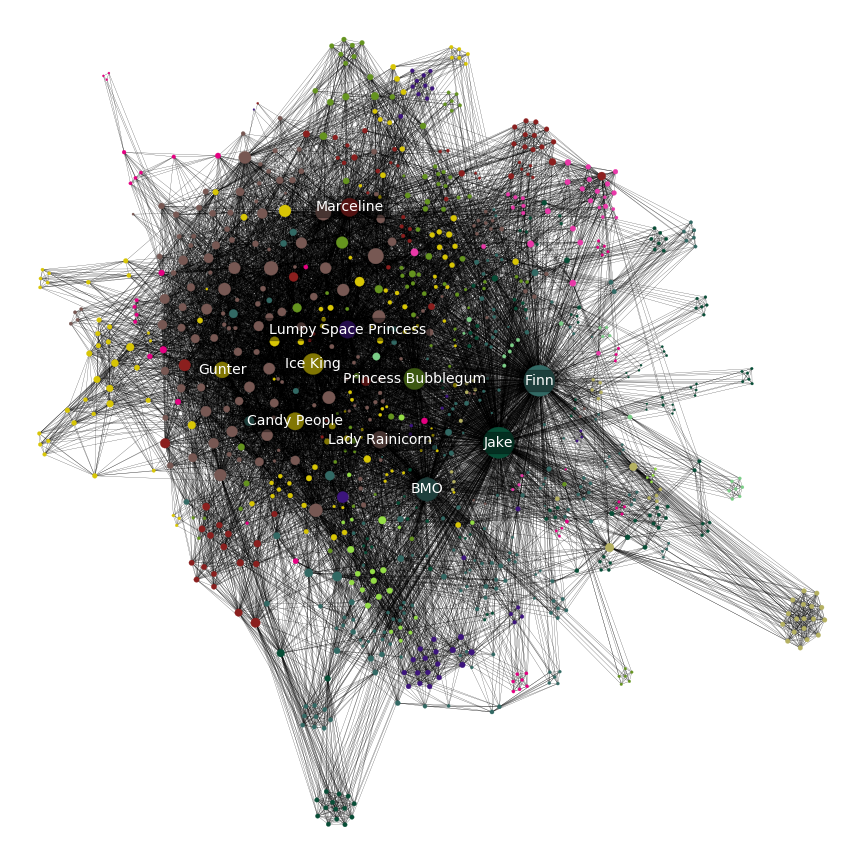 Marceline
Lumpy Space Princess
Ice King
Gunter
Princess Bubblegum
Finn
Candy People
Lady Rainicorn
Jake
BMO